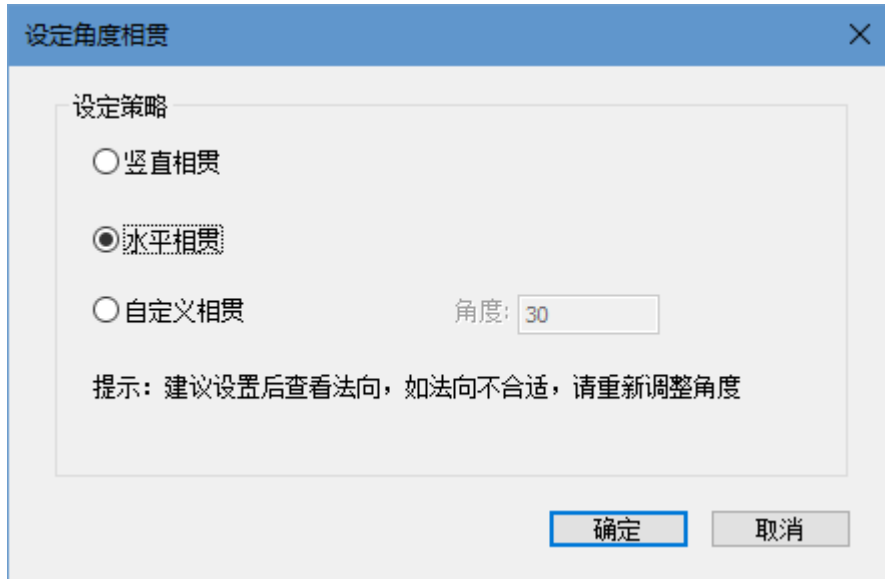 设定角度相贯
设定策略
竖直相贯
水平相贯
自定义相贯 角度: 30
提示：建议设置后查看法向，如法向不合适，请重新调整角度
确定 取消